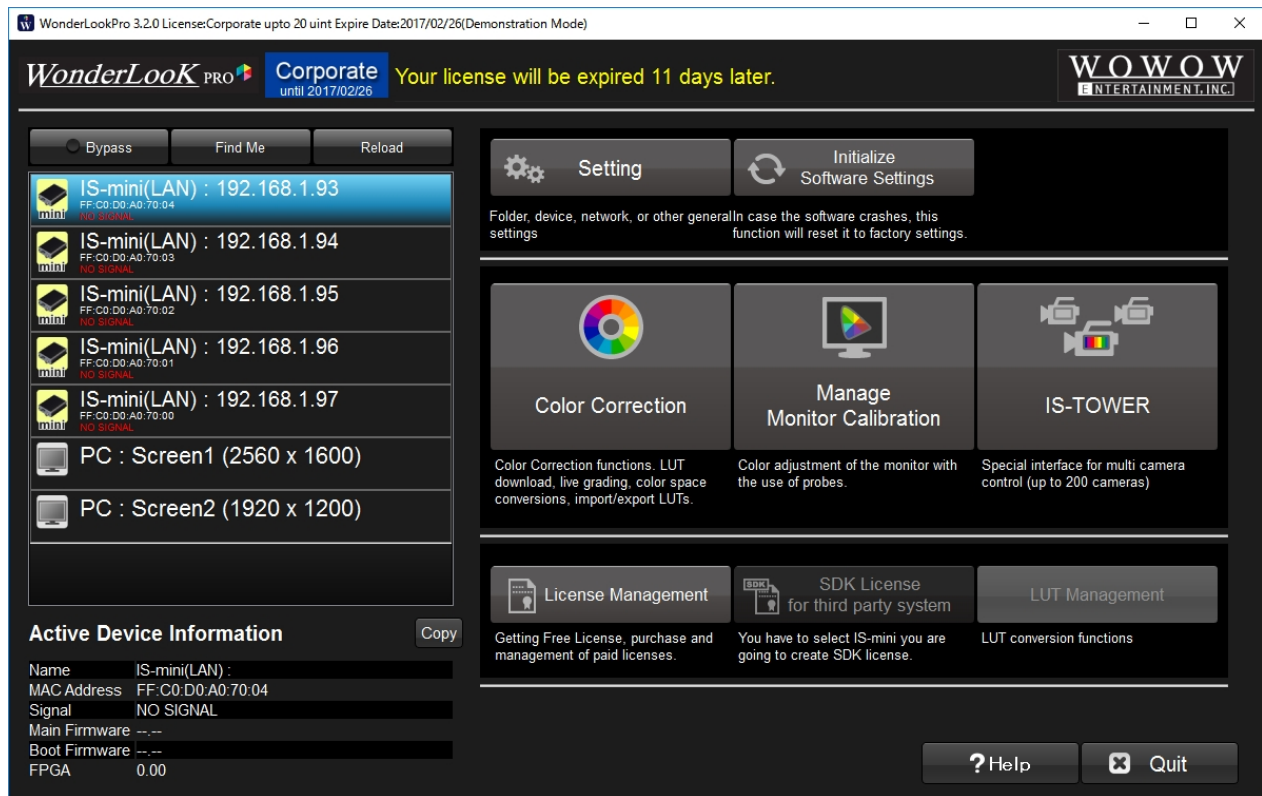 WonderLookPro 3.2.0 License:Corporate upto 20 uint Expire Date:2017/02/26(Demonstration Mode)
WonderLooK PRO
Corporate
until 2017/02/26
Your license will be expired 11 days later.
WOWOW
ENTERTAINMENT, INC.
Bypass
Find Me
Reload
IS-mini(LAN) : 192.168.1.93
FF:C0:D0:A0:70:04
NO SIGNAL
mini
IS-mini(LAN) : 192.168.1.94
FF:C0:D0:A0:70:03
NO SIGNAL
mini
IS-mini(LAN) : 192.168.1.95
FF:C0:D0:A0:70:02
NO SIGNAL
mini
IS-mini(LAN) : 192.168.1.96
FF:C0:D0:A0:70:01
NO SIGNAL
mini
IS-mini(LAN) : 192.168.1.97
FF:C0:D0:A0:70:00
NO SIGNAL
mini
PC : Screen1 (2560 x 1600)
PC : Screen2 (1920 x 1200)
Active Device Information
Copy
Name IS-mini(LAN) :
MAC Address FF:C0:D0:A0:70:04
Signal NO SIGNAL
Main Firmware --.--
Boot Firmware --.--
FPGA 0.00
Setting
Folder, device, network, or other general
settings
Initialize
Software Settings
In case the software crashes, this
function will reset it to factory settings.
Color Correction
Color Correction functions. LUT
download, live grading, color space
conversions, import/export LUTs.
Manage
Monitor Calibration
Color adjustment of the monitor with
the use of probes.
IS-TOWER
Special interface for multi camera
control (up to 200 cameras)
License Management
Getting Free License, purchase and
management of paid licenses.
SDK
SDK License
for third party system
You have to select IS-mini you are
going to create SDK license.
LUT Management
LUT conversion functions
? Help
Quit